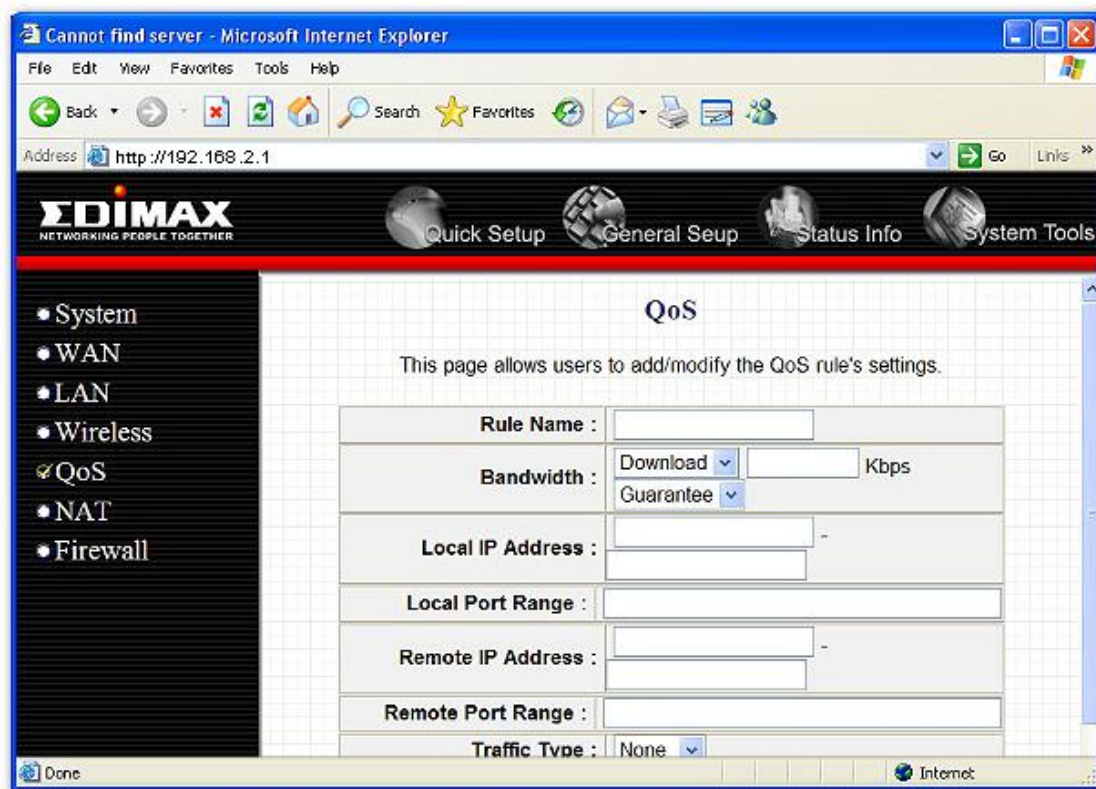 Cannot find server - Microsoft Internet Explorer
File Edit View Favorites Tools Help
Back Search Favorites
Address http://192.168.2.1 Go Links »
EDIMAX
NETWORKING PEOPLE TOGETHER
Quick Setup General Seup Status Info System Tools
System
WAN
LAN
Wireless
QoS
NAT
Firewall
QoS
This page allows users to add/modify the QoS rule's settings.
Rule Name :
Bandwidth : Download Kbps
Guarantee
Local IP Address : -
Local Port Range :
Remote IP Address : -
Remote Port Range :
Traffic Type : None
Done Internet